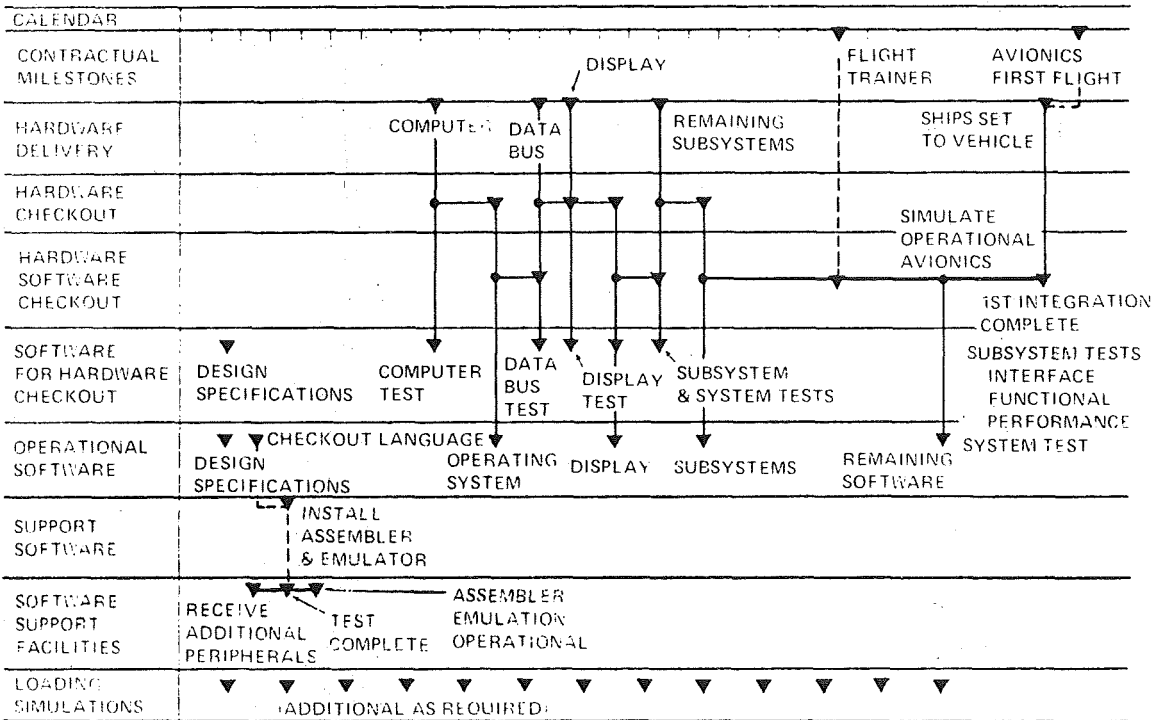 CALENDAR
CONTRACTUAL
MILESTONES
DISPLAY
FLIGHT
TRAINER
AVIONICS
FIRST FLIGHT
HARDWARE
DELIVERY
COMPUTER
DATA
BUS
REMAINING
SUBSYSTEMS
SHIPS SET
TO VEHICLE
HARDWARE
CHECKOUT
SIMULATE
OPERATIONAL
AVIONICS
HARDWARE
SOFTWARE
CHECKOUT
1ST INTEGRATION
COMPLETE
SOFTWARE
FOR HARDWARE
CHECKOUT
DESIGN
SPECIFICATIONS
COMPUTER
TEST
DATA
BUS
TEST
DISPLAY
TEST
SUBSYSTEM
& SYSTEM TESTS
SUBSYSTEM TESTS
INTERFACE
FUNCTIONAL
PERFORMANCE
SYSTEM TEST
OPERATIONAL
SOFTWARE
CHECKOUT LANGUAGE
DESIGN
SPECIFICATIONS
OPERATING
SYSTEM
DISPLAY
SUBSYSTEMS
REMAINING
SOFTWARE
SUPPORT
SOFTWARE
INSTALL
ASSEMBLER
& EMULATOR
SOFTWARE
SUPPORT
FACILITIES
RECEIVE
ADDITIONAL
PERIPHERALS
TEST
COMPLETE
ASSEMBLER
EMULATION
OPERATIONAL
LOADING
SIMULATIONS
(ADDITIONAL AS REQUIRED)